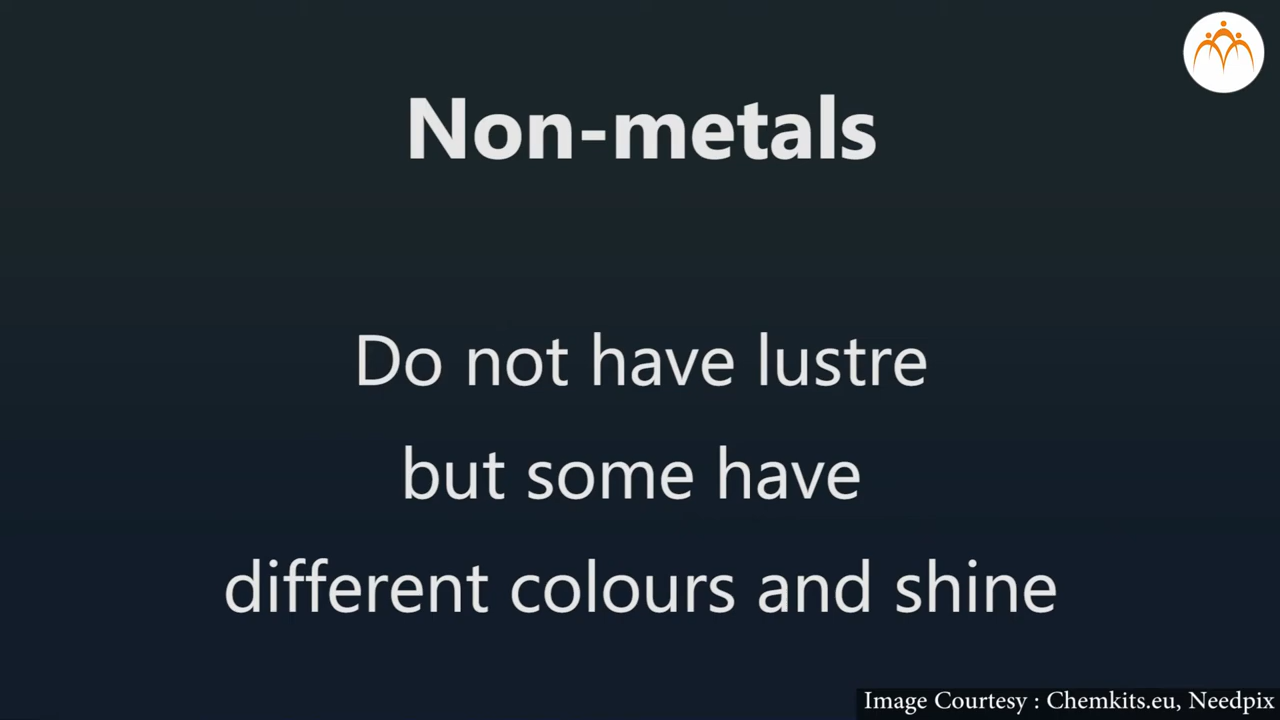 Non-metals
Do not have lustre
but some have
different colours and shine
Image Courtesy : Chemkits.eu, Needpix